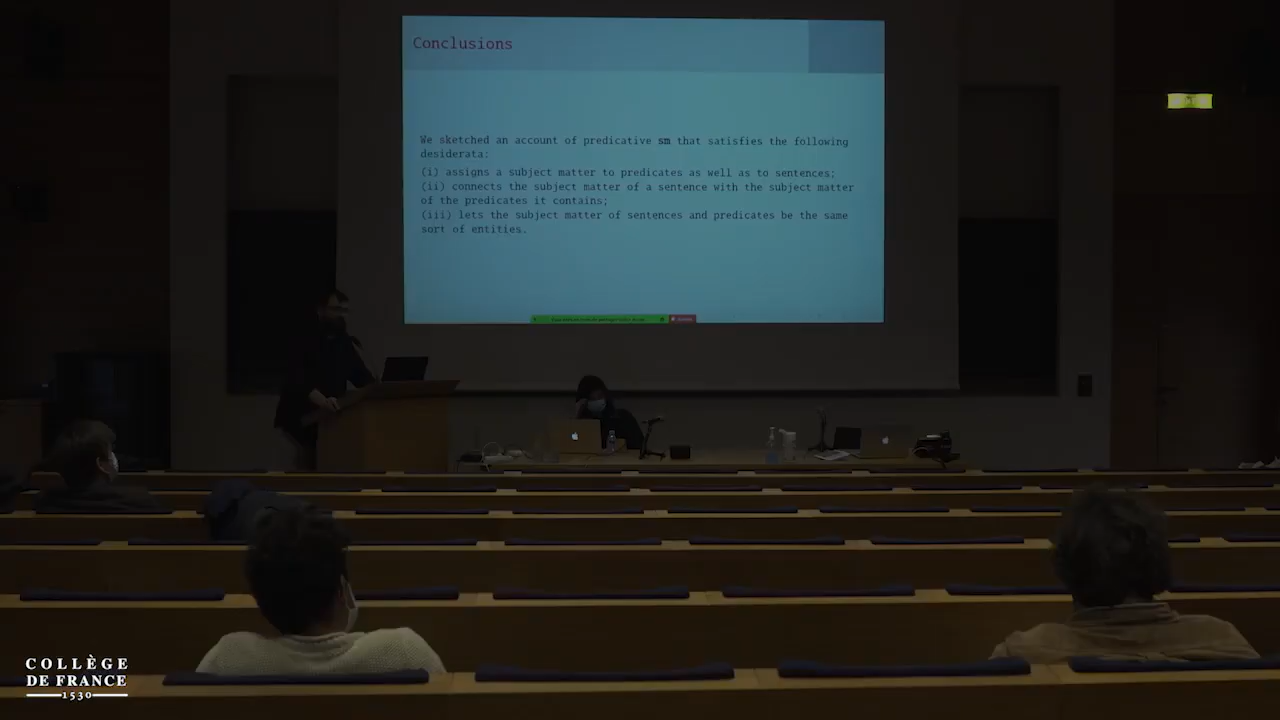 Conclusions
We sketched an account of predicative sm that satisfies the following
desiderata:
(i) assigns a subject matter to predicates as well as to sentences;
(ii) connects the subject matter of a sentence with the subject matter
of the predicates it contains;
(iii) lets the subject matter of sentences and predicates be the same
sort of entities.
COLLÈGE
DE FRANCE
1530